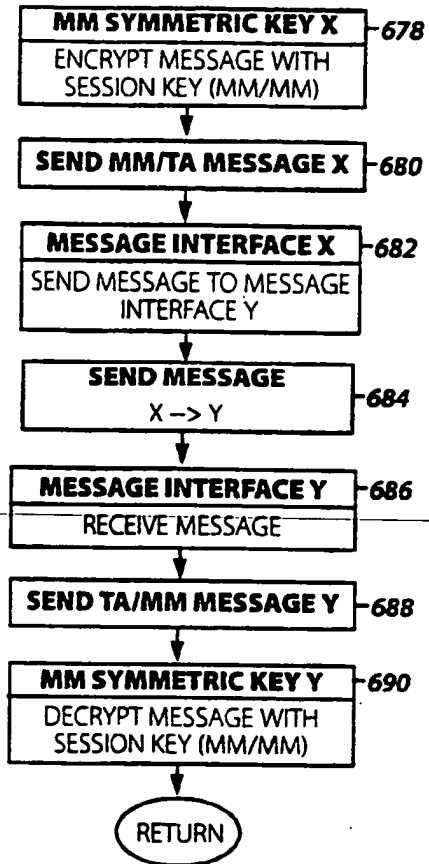 MM SYMMETRIC KEY X
678
ENCRYPT MESSAGE WITH
SESSION KEY (MM/MM)
SEND MM/TA MESSAGE X
680
MESSAGE INTERFACE X
682
SEND MESSAGE TO MESSAGE
INTERFACE Y
SEND MESSAGE
X -> Y
684
MESSAGE INTERFACE Y
686
RECEIVE MESSAGE
SEND TA/MM MESSAGE Y
688
MM SYMMETRIC KEY Y
690
DECRYPT MESSAGE WITH
SESSION KEY (MM/MM)
RETURN